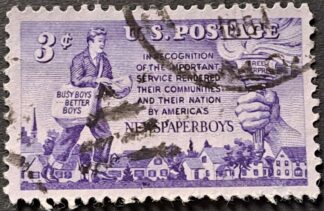 3¢ U.S. POSTAGE
IN RECOGNITION
OF THE IMPORTANT
SERVICE RENDERED
THEIR COMMUNITIES
AND THEIR NATION
BY AMERICA'S
NEWSPAPERBOYS
BUSY BOYS
BETTER
BOYS
FREE